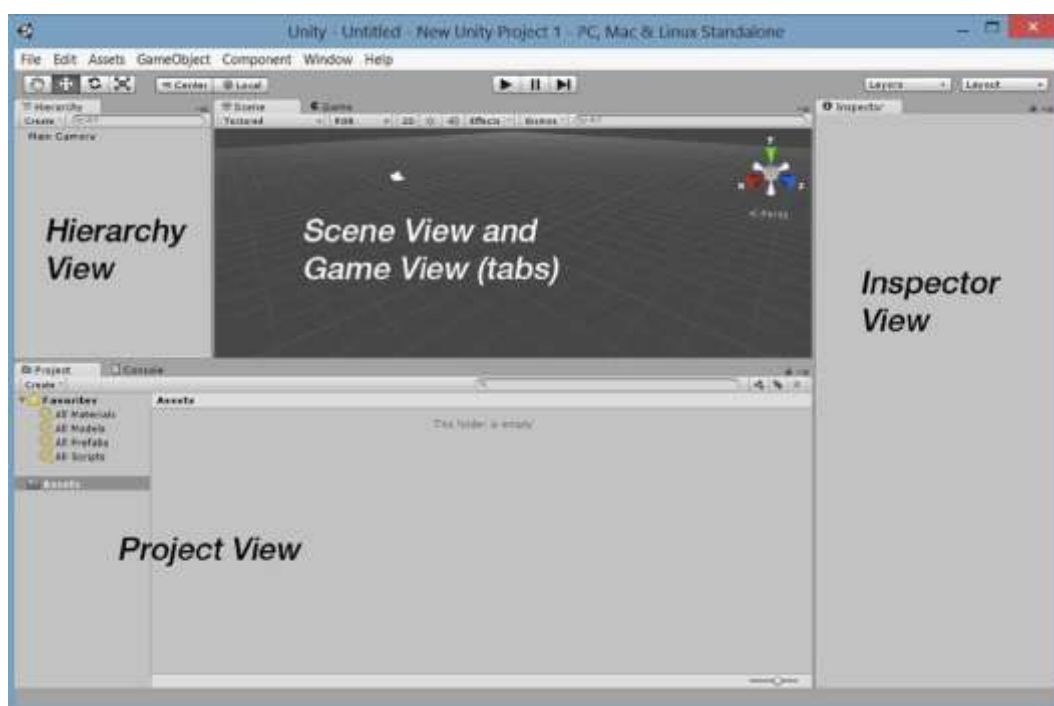 Unity - Untitled - New Unity Project 1 - PC, Mac & Linux Standalone
File Edit Assets GameObject Component Window Help
Center Local Layers Layout
Hierarchy Scene Game Inspector
Create All Textured RGB 2D Effects Gizmos All
Main Camera
y
x z
Persp
Hierarchy
View
Scene View and
Game View (tabs)
Inspector
View
Project Console
Create
Favorites Assets
All Materials This folder is empty
All Models
All Prefabs
All Scripts
Assets
Project View